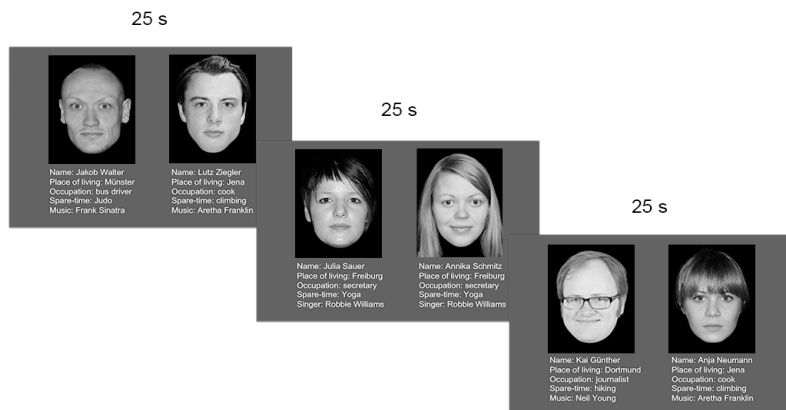 25 s
Name: Jakob Walter
Place of living: Münster
Occupation: bus driver
Spare-time: Judo
Music: Frank Sinatra
Name: Lutz Ziegler
Place of living: Jena
Occupation: cook
Spare-time: climbing
Music: Aretha Franklin
25 s
Name: Julia Sauer
Place of living: Freiburg
Occupation: secretary
Spare-time: Yoga
Singer: Robbie Williams
Name: Annika Schmitz
Place of living: Freiburg
Occupation: secretary
Spare-time: Yoga
Singer: Robbie Williams
25 s
Name: Kai Günther
Place of living: Dortmund
Occupation: journalist
Spare-time: hiking
Music: Neil Young
Name: Anja Neumann
Place of living: Jena
Occupation: cook
Spare-time: climbing
Music: Aretha Franklin